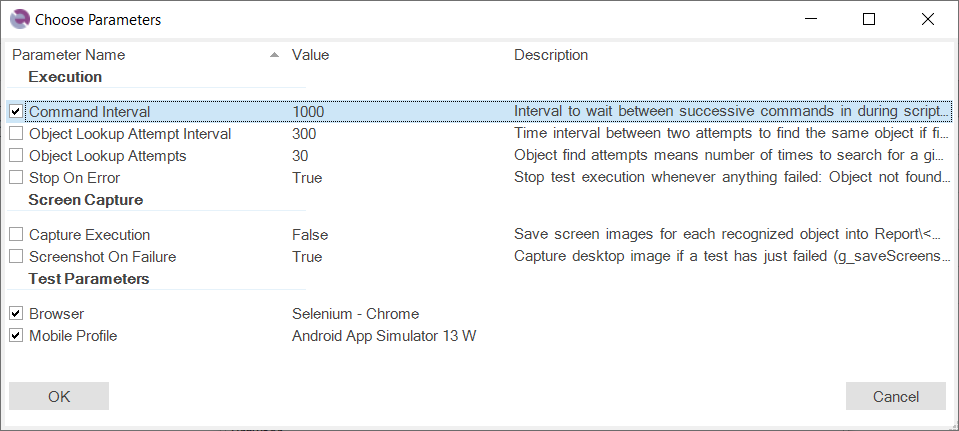 Choose Parameters
Parameter Name Value Description
Execution
Command Interval 1000 Interval to wait between successive commands in during script...
Object Lookup Attempt Interval 300 Time interval between two attempts to find the same object if fi...
Object Lookup Attempts 30 Object find attempts means number of times to search for a gi...
Stop On Error True Stop test execution whenever anything failed: Object not found...
Screen Capture
Capture Execution False Save screen images for each recognized object into Report\<...
Screenshot On Failure True Capture desktop image if a test has just failed (g_saveScreens...
Test Parameters
Browser Selenium - Chrome
Mobile Profile Android App Simulator 13 W
OK Cancel